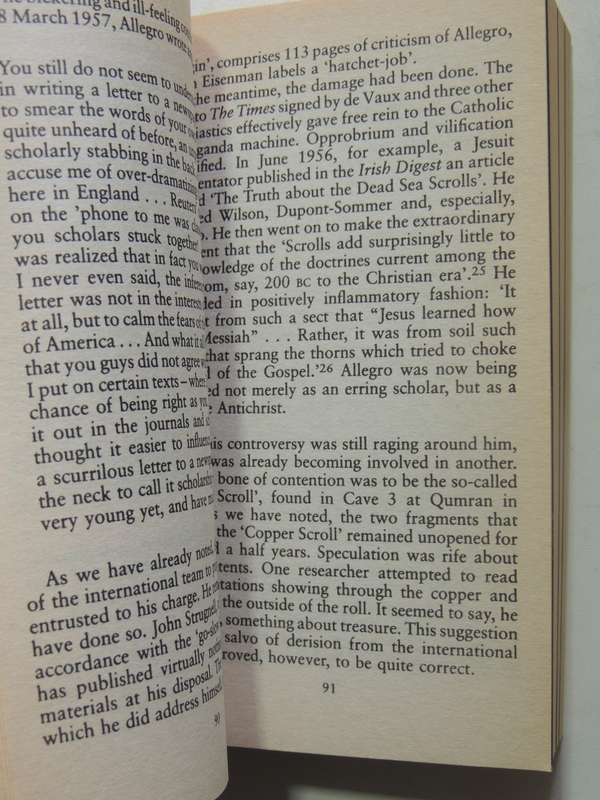 8 March 1957, Allegro wrote
You still do not seem to
in writing a letter to a
to smear the words of your
quite unheard of before, an
scholarly stabbing in the back
accuse me of over-dramatizing
here in England . . . Reuters
on the 'phone to me was
you scholars stuck together
was realized that in fact you
I never even said, the
letter was not in the interests
at all, but to calm the fears of
of America . . . And what it
that you guys did not agree
I put on certain texts – where
chance of being right as you
it out in the journals and
thought it easier to influence
a scurrilous letter to a
the neck to call it
very young yet, and have
As we have already noted,
of the international team to
entrusted to his charge. He
have done so. John Strugnell,
accordance with the 'go-slow'
has published virtually
materials at his disposal.
which he did address himself
90
comprises 113 pages of criticism of Allegro,
Eisenman labels a 'hatchet-job'.
meantime, the damage had been done. The
to The Times signed by de Vaux and three other
effectively gave free rein to the Catholic
machine. Opprobrium and vilification
In June 1956, for example, a Jesuit
published in the Irish Digest an article
'The Truth about the Dead Sea Scrolls'. He
Wilson, Dupont-Sommer and, especially,
He then went on to make the extraordinary
that the 'Scrolls add surprisingly little to
of the doctrines current among the
say, 200 BC to the Christian era'.25 He
in positively inflammatory fashion: 'It
from such a sect that "Jesus learned how
Messiah" . . . Rather, it was from soil such
that sprang the thorns which tried to choke
of the Gospel.'26 Allegro was now being
not merely as an erring scholar, but as a
Antichrist.
controversy was still raging around him,
was already becoming involved in another.
bone of contention was to be the so-called
Scroll', found in Cave 3 at Qumran in
we have noted, the two fragments that
the 'Copper Scroll' remained unopened for
a half years. Speculation was rife about
One researcher attempted to read
showing through the copper and
the outside of the roll. It seemed to say, he
something about treasure. This suggestion
salvo of derision from the international
however, to be quite correct.
91